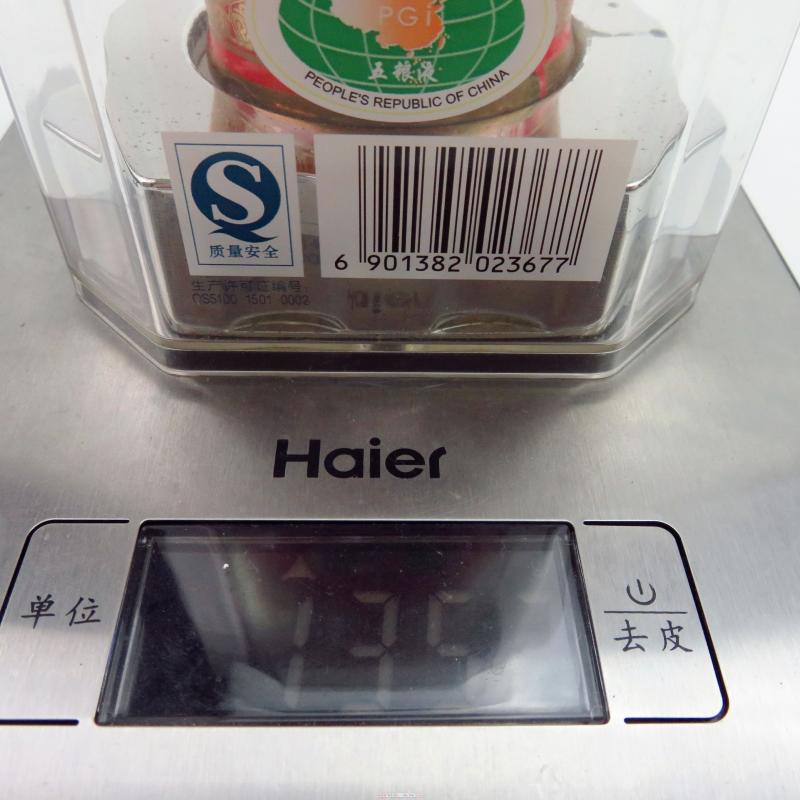 PGI
五粮液
PEOPLE'S REPUBLIC OF CHINA
S
质量安全
6 901382 023677
生产许可证编号:
QS5100 1501 0002
Haier
单位
去皮